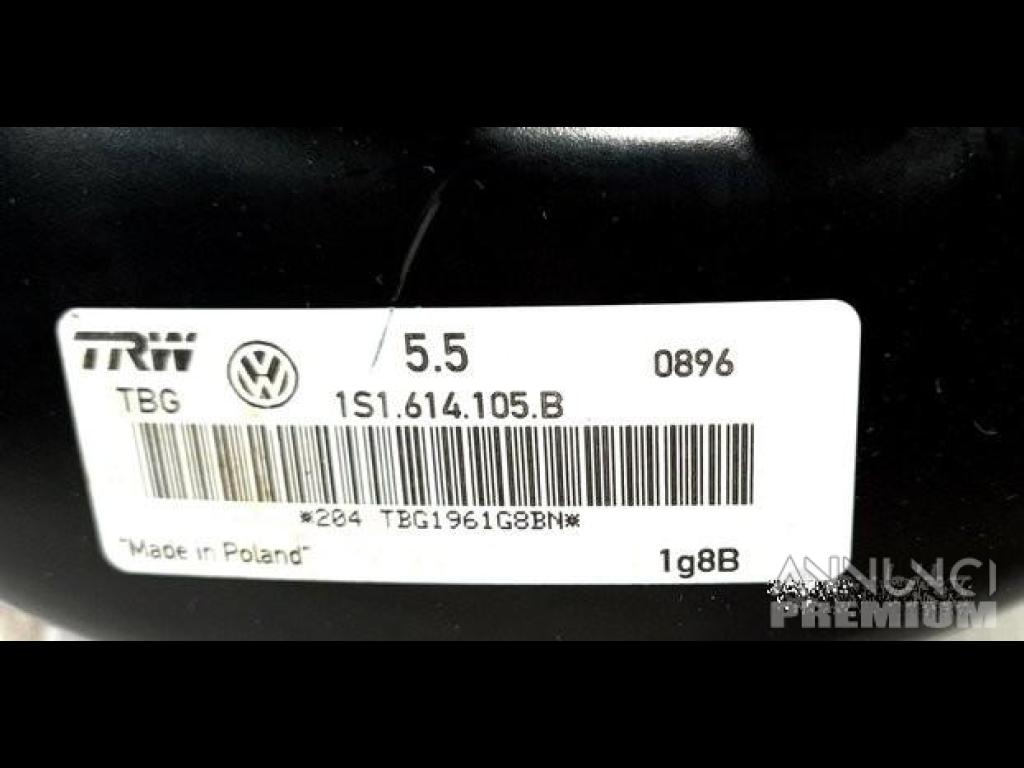 TRW 5.5 0896
TBG 1S1.614.105.B
*204 TBG1961G8BN*
"Made in Poland" 1g8B
ANNUNCI
PREMIUM